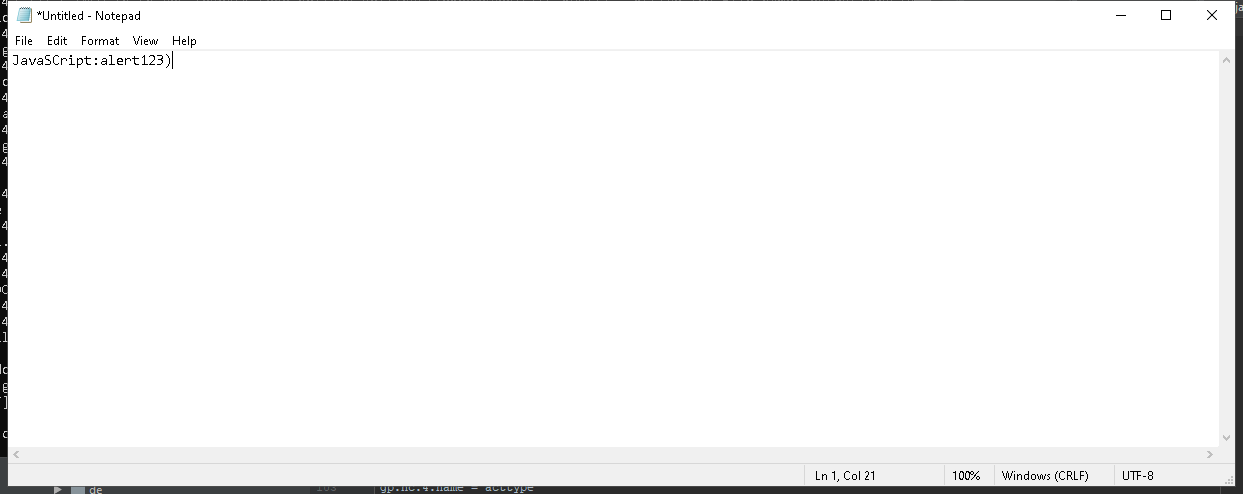 *Untitled - Notepad
File Edit Format View Help
JavaSCript:alert123)
Ln 1, Col 21 100% Windows (CRLF) UTF-8
de
gp.nc.4.name = acctype